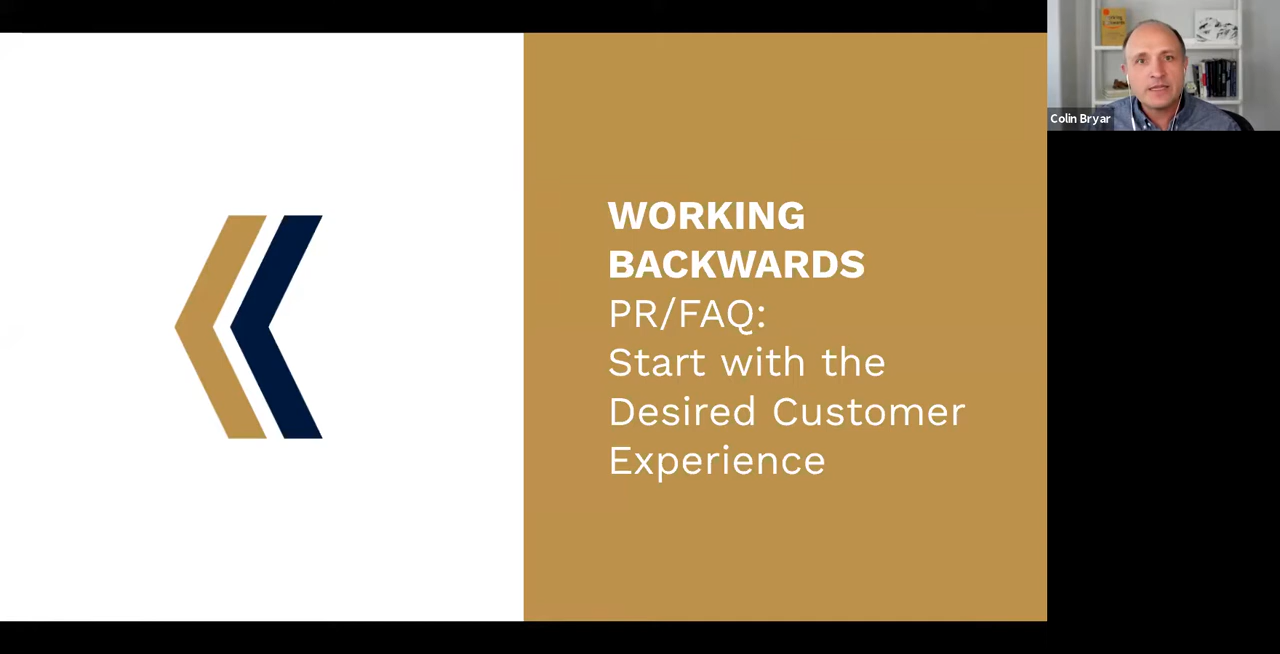 WORKING
BACKWARDS
PR/FAQ:
Start with the
Desired Customer
Experience
Colin Bryar